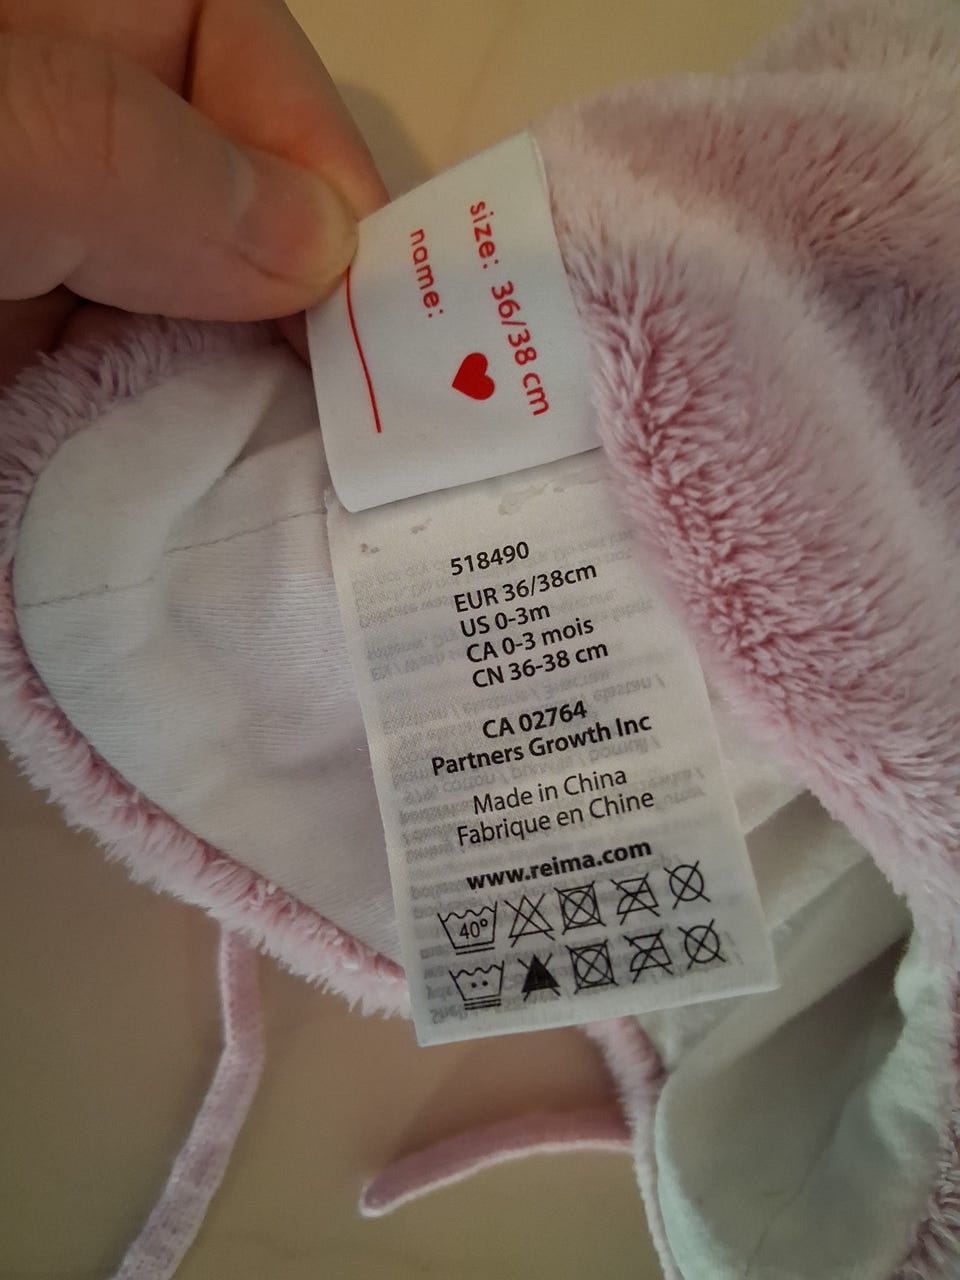 size: 36/38 cm
name:
518490
EUR 36/38cm
US 0-3m
CA 0-3 mois
CN 36-38 cm
CA 02764
Partners Growth Inc
Made in China
Fabrique en Chine
www.reima.com
40°